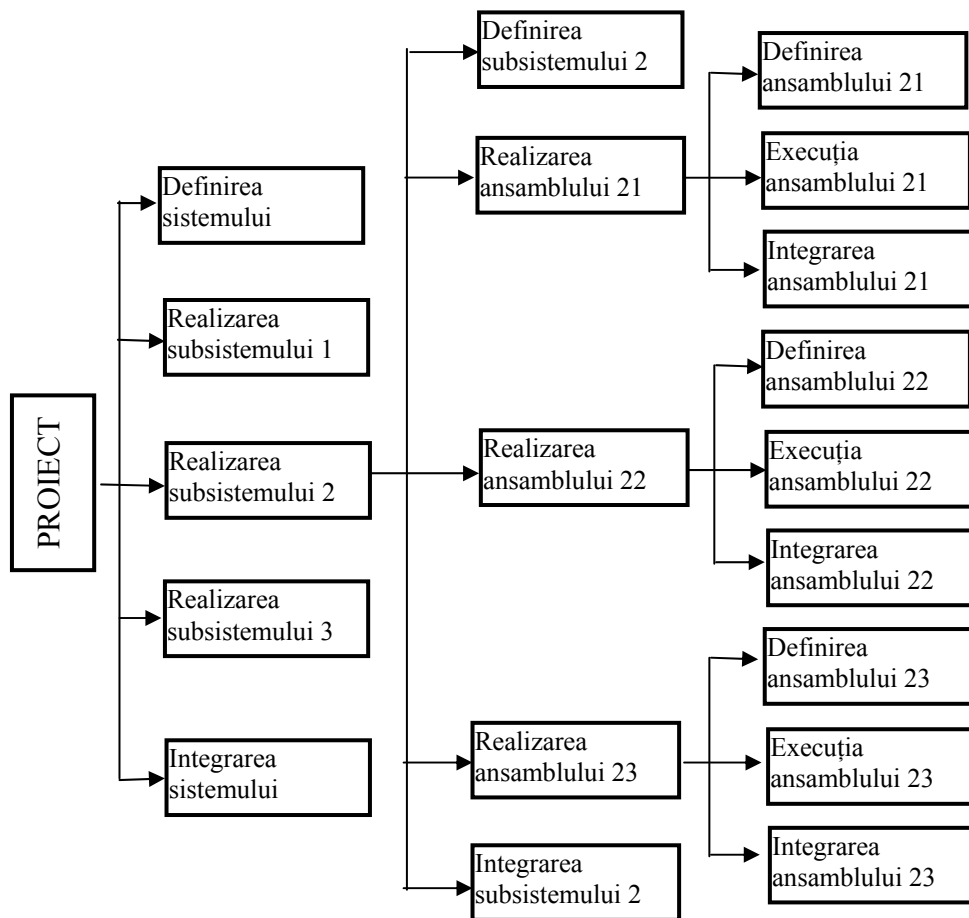 PROIECT
Definirea
sistemului
Realizarea
subsistemului 1
Realizarea
subsistemului 2
Realizarea
subsistemului 3
Integrarea
sistemului
Definirea
subsistemului 2
Realizarea
ansamblului 21
Realizarea
ansamblului 22
Realizarea
ansamblului 23
Integrarea
subsistemului 2
Definirea
ansamblului 21
Execuția
ansamblului 21
Integrarea
ansamblului 21
Definirea
ansamblului 22
Execuția
ansamblului 22
Integrarea
ansamblului 22
Definirea
ansamblului 23
Execuția
ansamblului 23
Integrarea
ansamblului 23